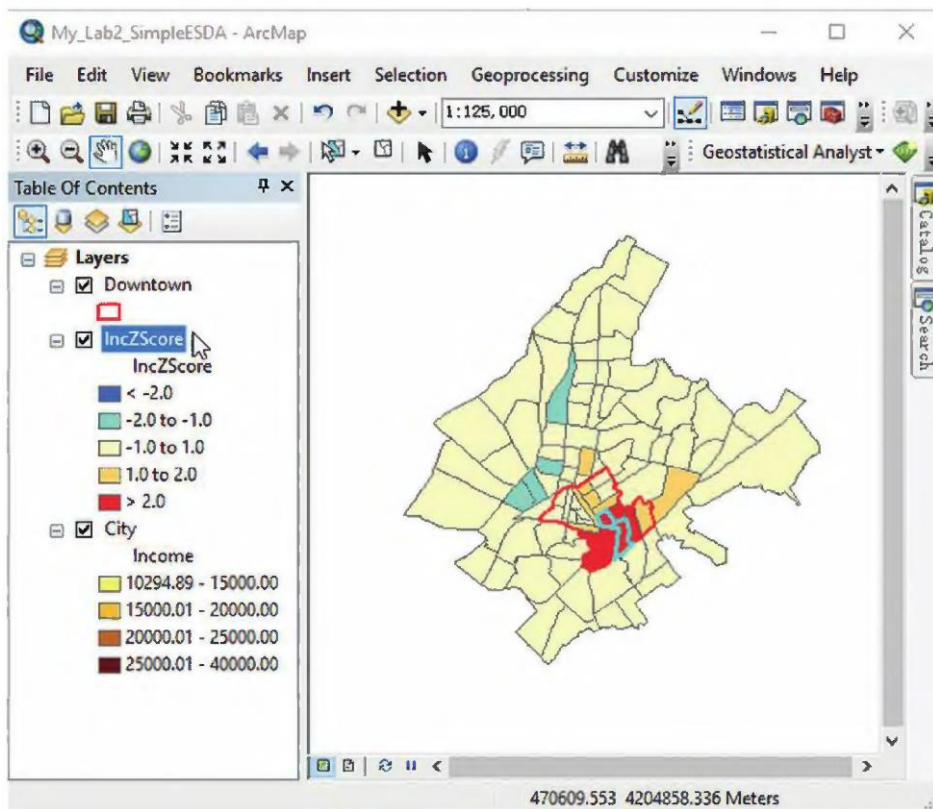 My_Lab2_SimpleESDA - ArcMap
File Edit View Bookmarks Insert Selection Geoprocessing Customize Windows Help
1:125,000
Geostatistical Analyst
Table Of Contents
Layers
Downtown
IncZScore
IncZScore
< -2.0
-2.0 to -1.0
-1.0 to 1.0
1.0 to 2.0
> 2.0
City
Income
10294.89 - 15000.00
15000.01 - 20000.00
20000.01 - 25000.00
25000.01 - 40000.00
Catalog
Search
470609.553 4204858.336 Meters